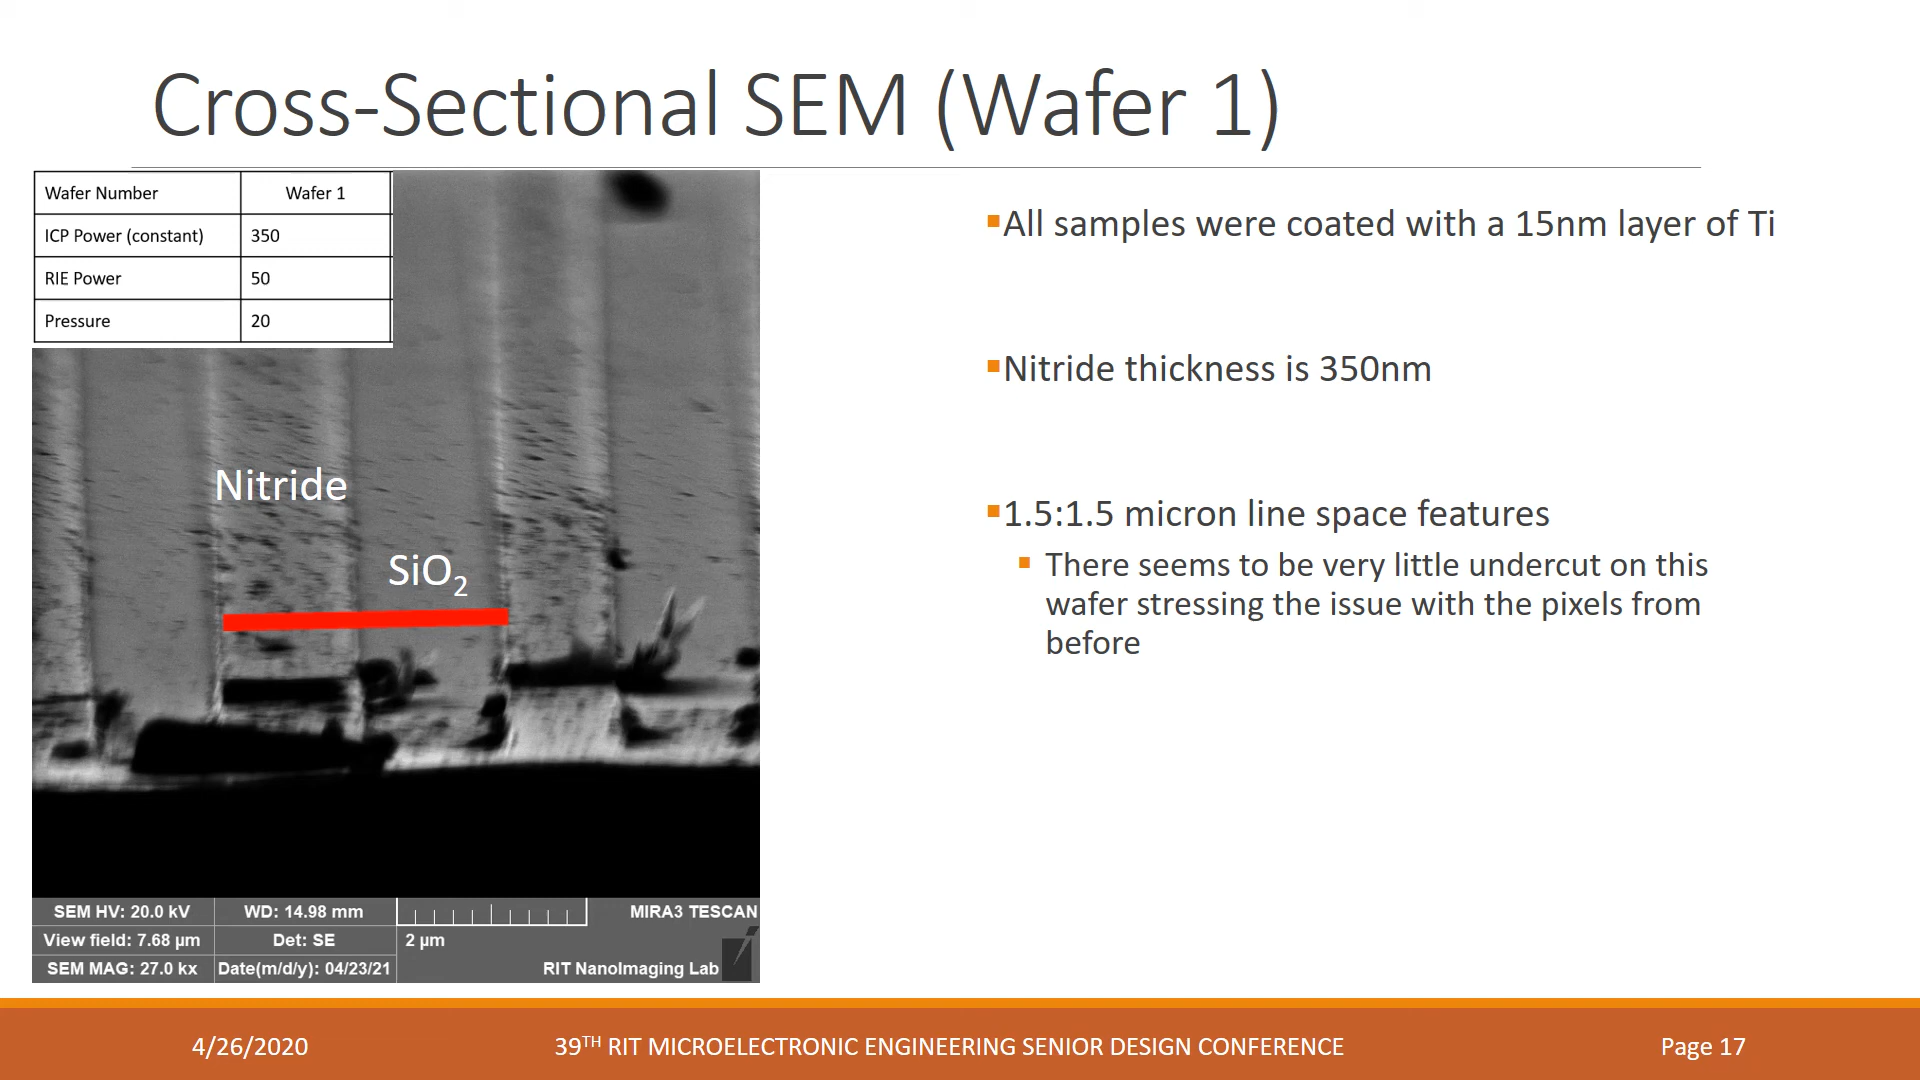 Cross-Sectional SEM (Wafer 1)
Wafer Number Wafer 1
ICP Power (constant) 350
RIE Power 50
Pressure 20
Nitride
SiO₂
SEM HV: 20.0 kV WD: 14.98 mm MIRA3 TESCAN
View field: 7.68 µm Det: SE 2 µm
SEM MAG: 27.0 kx Date(m/d/y): 04/23/21 RIT NanoImaging Lab
▪All samples were coated with a 15nm layer of Ti
▪Nitride thickness is 350nm
▪1.5:1.5 micron line space features
▪ There seems to be very little undercut on this
wafer stressing the issue with the pixels from
before
4/26/2020 39TH RIT MICROELECTRONIC ENGINEERING SENIOR DESIGN CONFERENCE Page 17